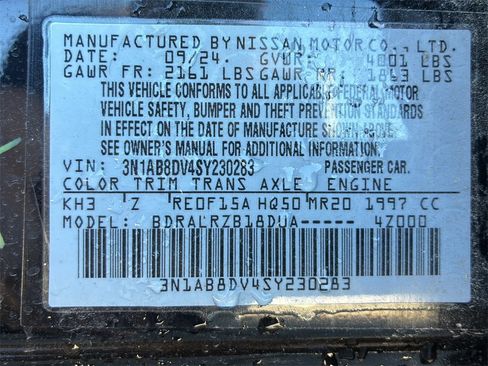 MANUFACTURED BY NISSAN MOTOR CO., LTD.
DATE: 09/24. GVWR: 4001 LBS
GAWR FR: 2161 LBS GAWR RR: 1863 LBS
THIS VEHICLE CONFORMS TO ALL APPLICABLE FEDERAL MOTOR
VEHICLE SAFETY, BUMPER AND THEFT PREVENTION STANDARDS
IN EFFECT ON THE DATE OF MANUFACTURE SHOWN ABOVE.
SEE OWNER'S MANUAL FOR ADDITIONAL INFORMATION.
VIN: 3N1AB8DV4SY230283 PASSENGER CAR.
COLOR TRIM TRANS AXLE ENGINE
KH3 Z RE0F15A HQ50 MR20 1997 CC
MODEL: BDRALRZB18DUA----- 4Z000
3N1AB8DV4SY230283